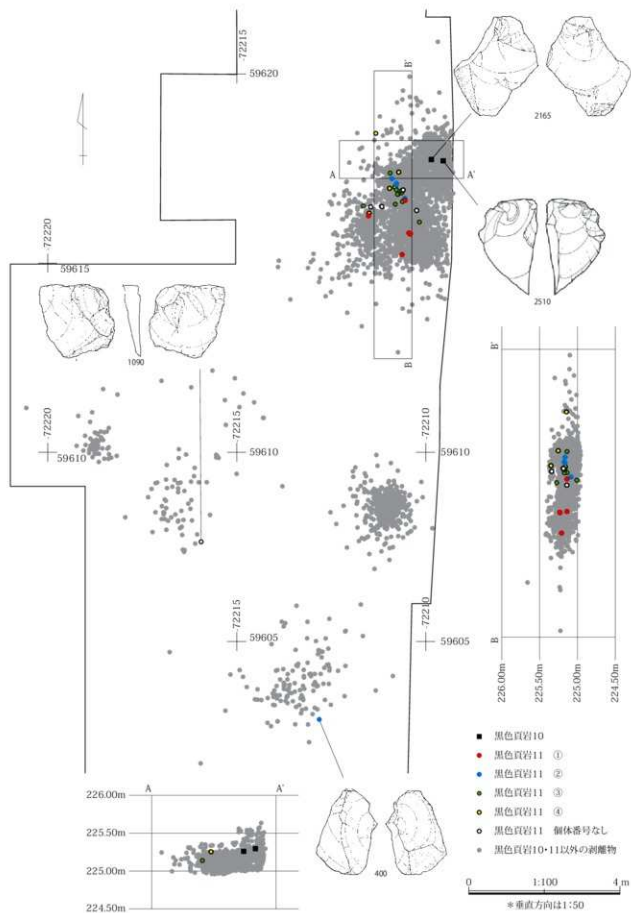 -72215
59620
B'
2165
A
A'
-72220
59615
2510
B
1090
-72220
59610
-72215
59610
-72210
59610
B'
-72215
59605
-72210
59605
B
226.00m
225.50m
225.00m
224.50m
■ 黒色頁岩10
● 黒色頁岩11 ①
● 黒色頁岩11 ②
● 黒色頁岩11 ③
● 黒色頁岩11 ④
○ 黒色頁岩11 個体番号なし
● 黒色頁岩10・11以外の剥離物
A
A'
226.00m
225.50m
225.00m
224.50m
400
0 1:100 4 m
＊垂直方向は1:50